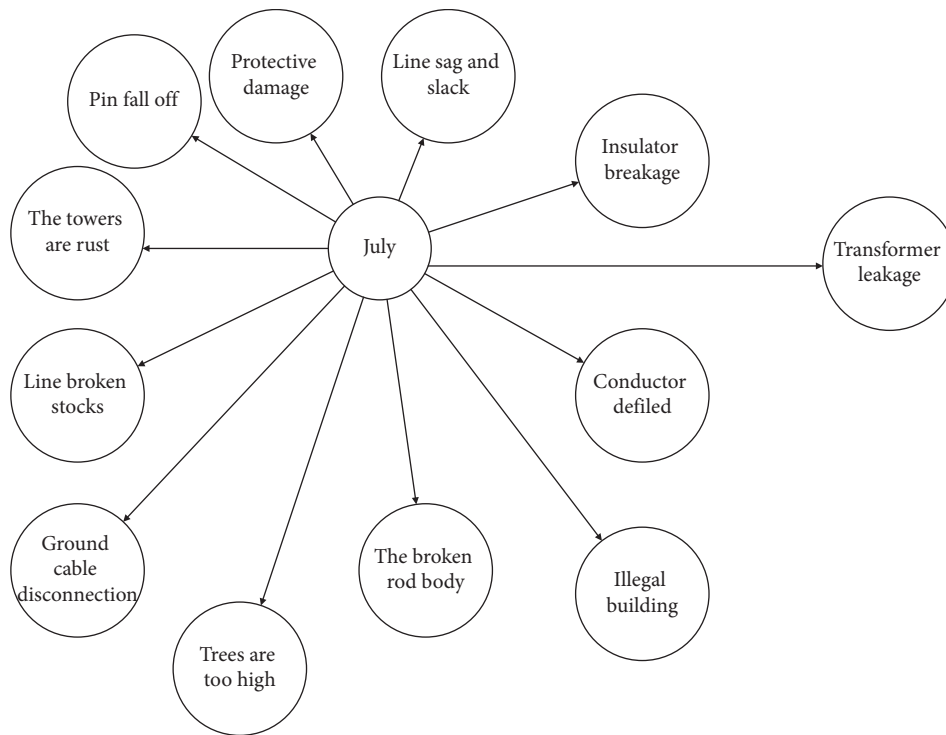 Protective
damage
Line sag and
slack
Pin fall off
Insulator
breakage
The towers
are rust
July
Transformer
leakage
Line broken
stocks
Conductor
defiled
Ground
cable
disconnection
The broken
rod body
Illegal
building
Trees are
too high